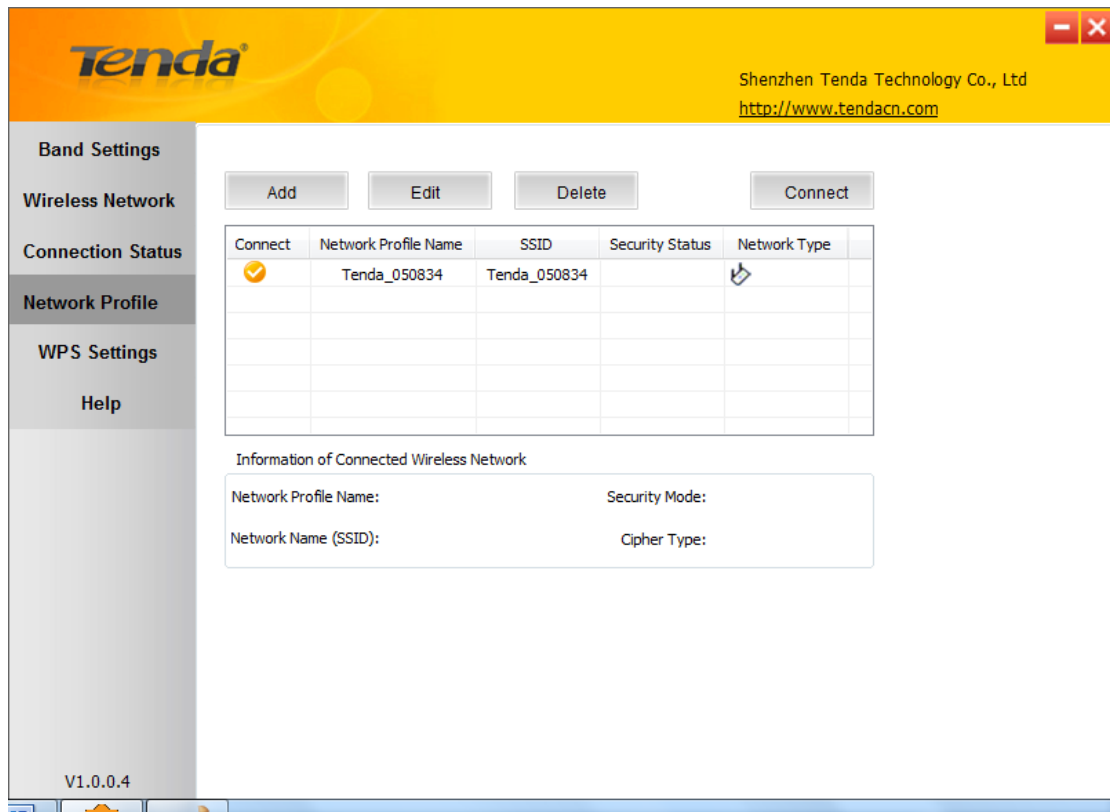 Tenda®
Shenzhen Tenda Technology Co., Ltd
http://www.tendacn.com
Band Settings
Wireless Network
Connection Status
Network Profile
WPS Settings
Help
V1.0.0.4
Add Edit Delete Connect
Connect Network Profile Name SSID Security Status Network Type
Tenda_050834 Tenda_050834
Information of Connected Wireless Network
Network Profile Name: Security Mode:
Network Name (SSID): Cipher Type: